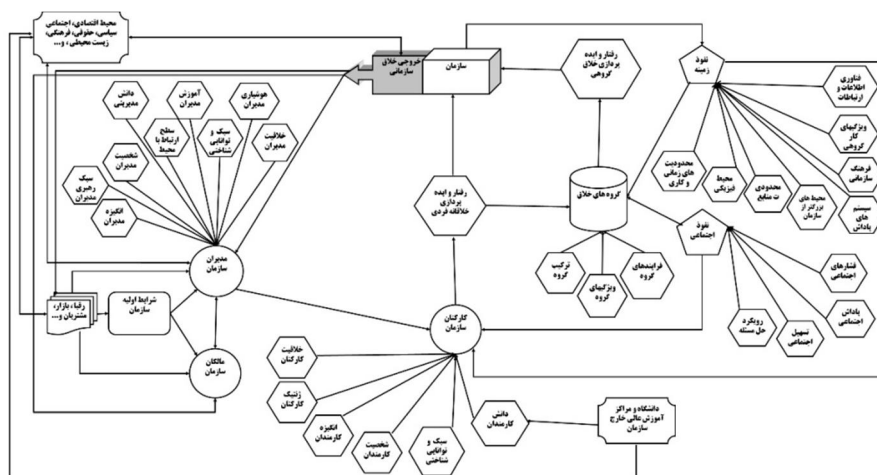 محیط اقتصادی، اجتماعی
سیاسی، حقوقی، فرهنگی،
زیست محیطی، و...
خروجی خلاق
سازمانی
سازمان
رفتار و ایده
پردازی خلاق
گروهی
نفوذ
زمینه
فناوری
اطلاعات و
ارتباطات
ویژگیهای
کار
گروهی
فرهنگ
سازمانی
سیستم
های
پاداش
محیط های
بزرگتر از
سازمان
محدودی
ت منابع
محیط
فیزیکی
محدودیت
های زمانی
و کاری
هوشیاری
مدیران
آموزش
مدیران
دانش
مدیریتی
خلاقیت
مدیران
سبک و
توانایی
شناختی
سطح
ارتباط با
محیط
شخصیت
مدیران
سبک
رهبری
مدیران
انگیزه
مدیران
مدیران
سازمان
رفتار و ایده
پردازی
خلاقانه فردی
گروه های خلاق
نفوذ
اجتماعی
فرایندهای
گروه
ویژگیهای
گروه
ترکیب
گروه
فشارهای
اجتماعی
پاداش
اجتماعی
تسهیل
اجتماعی
رویکرد
حل مسئله
رقبا، بازار،
مشتریان و...
شرایط اولیه
سازمان
مالکان
سازمان
کارکنان
سازمان
خلاقیت
کارکنان
ژنتیک
کارکنان
انگیزه
کارمندان
شخصیت
کارمندان
سبک و
توانایی
شناختی
دانش
کارمندان
دانشگاه و مراکز
آموزش عالی خارج
سازمان